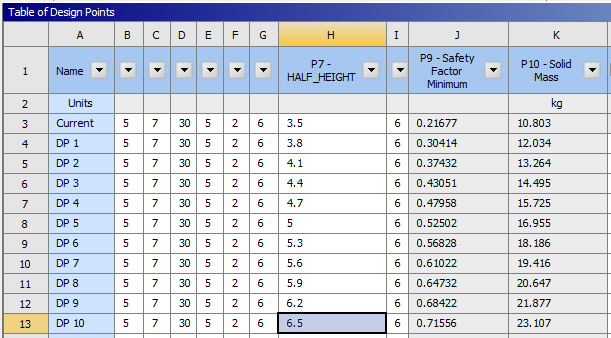 Table of Design Points
A B C D E F G H I J K
1 Name P7 - HALF_HEIGHT P9 - Safety Factor Minimum P10 - Solid Mass
2 Units kg
3 Current 5 7 30 5 2 6 3.5 6 0.21677 10.803
4 DP 1 5 7 30 5 2 6 3.8 6 0.30414 12.034
5 DP 2 5 7 30 5 2 6 4.1 6 0.37432 13.264
6 DP 3 5 7 30 5 2 6 4.4 6 0.43051 14.495
7 DP 4 5 7 30 5 2 6 4.7 6 0.47958 15.725
8 DP 5 5 7 30 5 2 6 5 6 0.52502 16.955
9 DP 6 5 7 30 5 2 6 5.3 6 0.56828 18.186
10 DP 7 5 7 30 5 2 6 5.6 6 0.61022 19.416
11 DP 8 5 7 30 5 2 6 5.9 6 0.64732 20.647
12 DP 9 5 7 30 5 2 6 6.2 6 0.68422 21.877
13 DP 10 5 7 30 5 2 6 6.5 6 0.71556 23.107